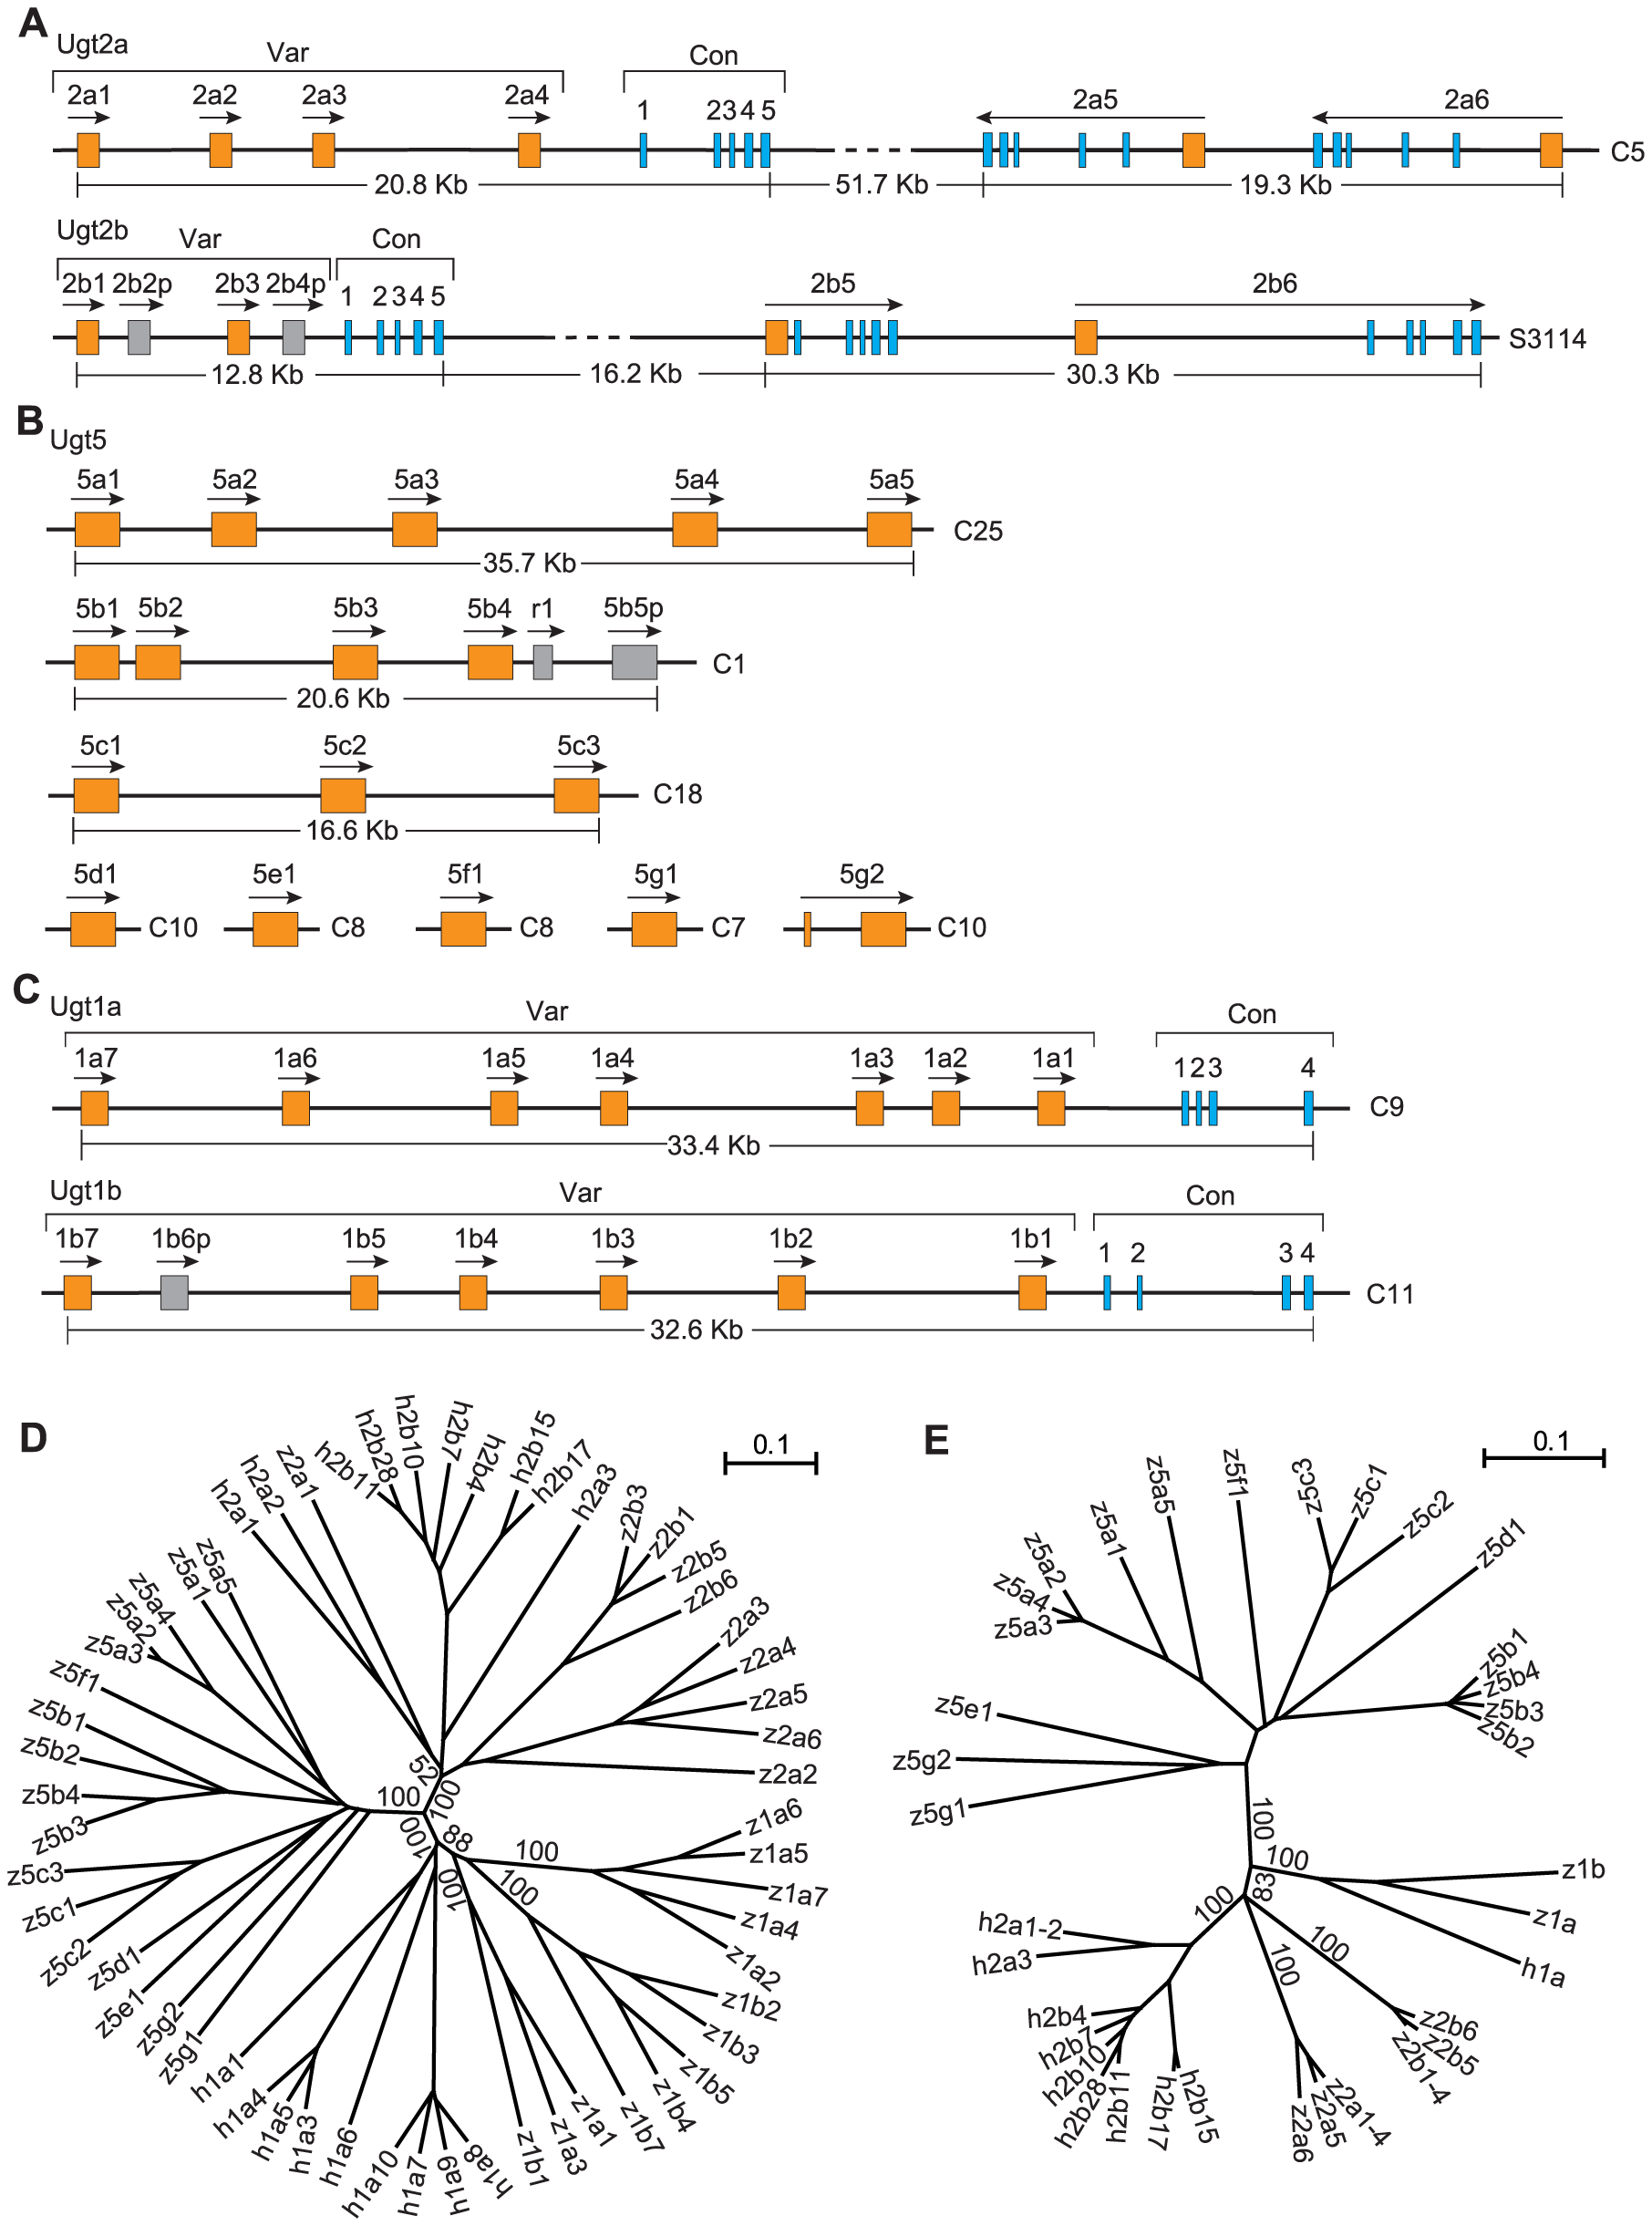 A
Ugt2a
Var
Con
2a1 2a2 2a3 2a4 1 2 3 4 5 2a5 2a6
C5
20.8 Kb 51.7 Kb 19.3 Kb
Ugt2b
Var
Con
2b1 2b2p 2b3 2b4p 1 2 3 4 5 2b5 2b6
S3114
12.8 Kb 16.2 Kb 30.3 Kb
B
Ugt5
5a1 5a2 5a3 5a4 5a5
C25
35.7 Kb
5b1 5b2 5b3 5b4 r1 5b5p
C1
20.6 Kb
5c1 5c2 5c3
C18
16.6 Kb
5d1 5e1 5f1 5g1 5g2
C10 C8 C8 C7 C10
C
Ugt1a
Var
Con
1a7 1a6 1a5 1a4 1a3 1a2 1a1 1 2 3 4
C9
33.4 Kb
Ugt1b
Var
Con
1b7 1b6p 1b5 1b4 1b3 1b2 1b1 1 2 3 4
C11
32.6 Kb
D
0.1
h2a1
h2a2
z2a1
h2b11
h2b28
h2b10
h2b7
h2b4
h2b15
h2b17
h2a3
z2b3
z2b1
z2b5
z2b6
z2a3
z2a4
z2a5
z2a6
z2a2
z1a6
z1a5
z1a7
z1a4
z1a2
z1b2
z1b3
z1b5
z1b4
z1b7
z1a1
z1a3
z1b1
h1a8
h1a9
h1a7
h1a10
h1a6
h1a3
h1a5
h1a4
h1a1
z5g1
z5g2
z5e1
z5d1
z5c2
z5c1
z5c3
z5b3
z5b4
z5b2
z5b1
z5f1
z5a3
z5a2
z5a4
z5a1
z5a5
52
100
100
100
88
100
100
100
E
0.1
z5a3
z5a4
z5a2
z5a1
z5a5
z5f1
z5c3
z5c1
z5c2
z5d1
z5b1
z5b4
z5b3
z5b2
z5e1
z5g2
z5g1
100
100
83
100
100
100
z1b
z1a
h1a
z2b6
z2b5
z2b1-4
z2a1-4
z2a5
z2a6
h2b15
h2b17
h2b11
h2b28
h2b10
h2b7
h2b4
h2a3
h2a1-2